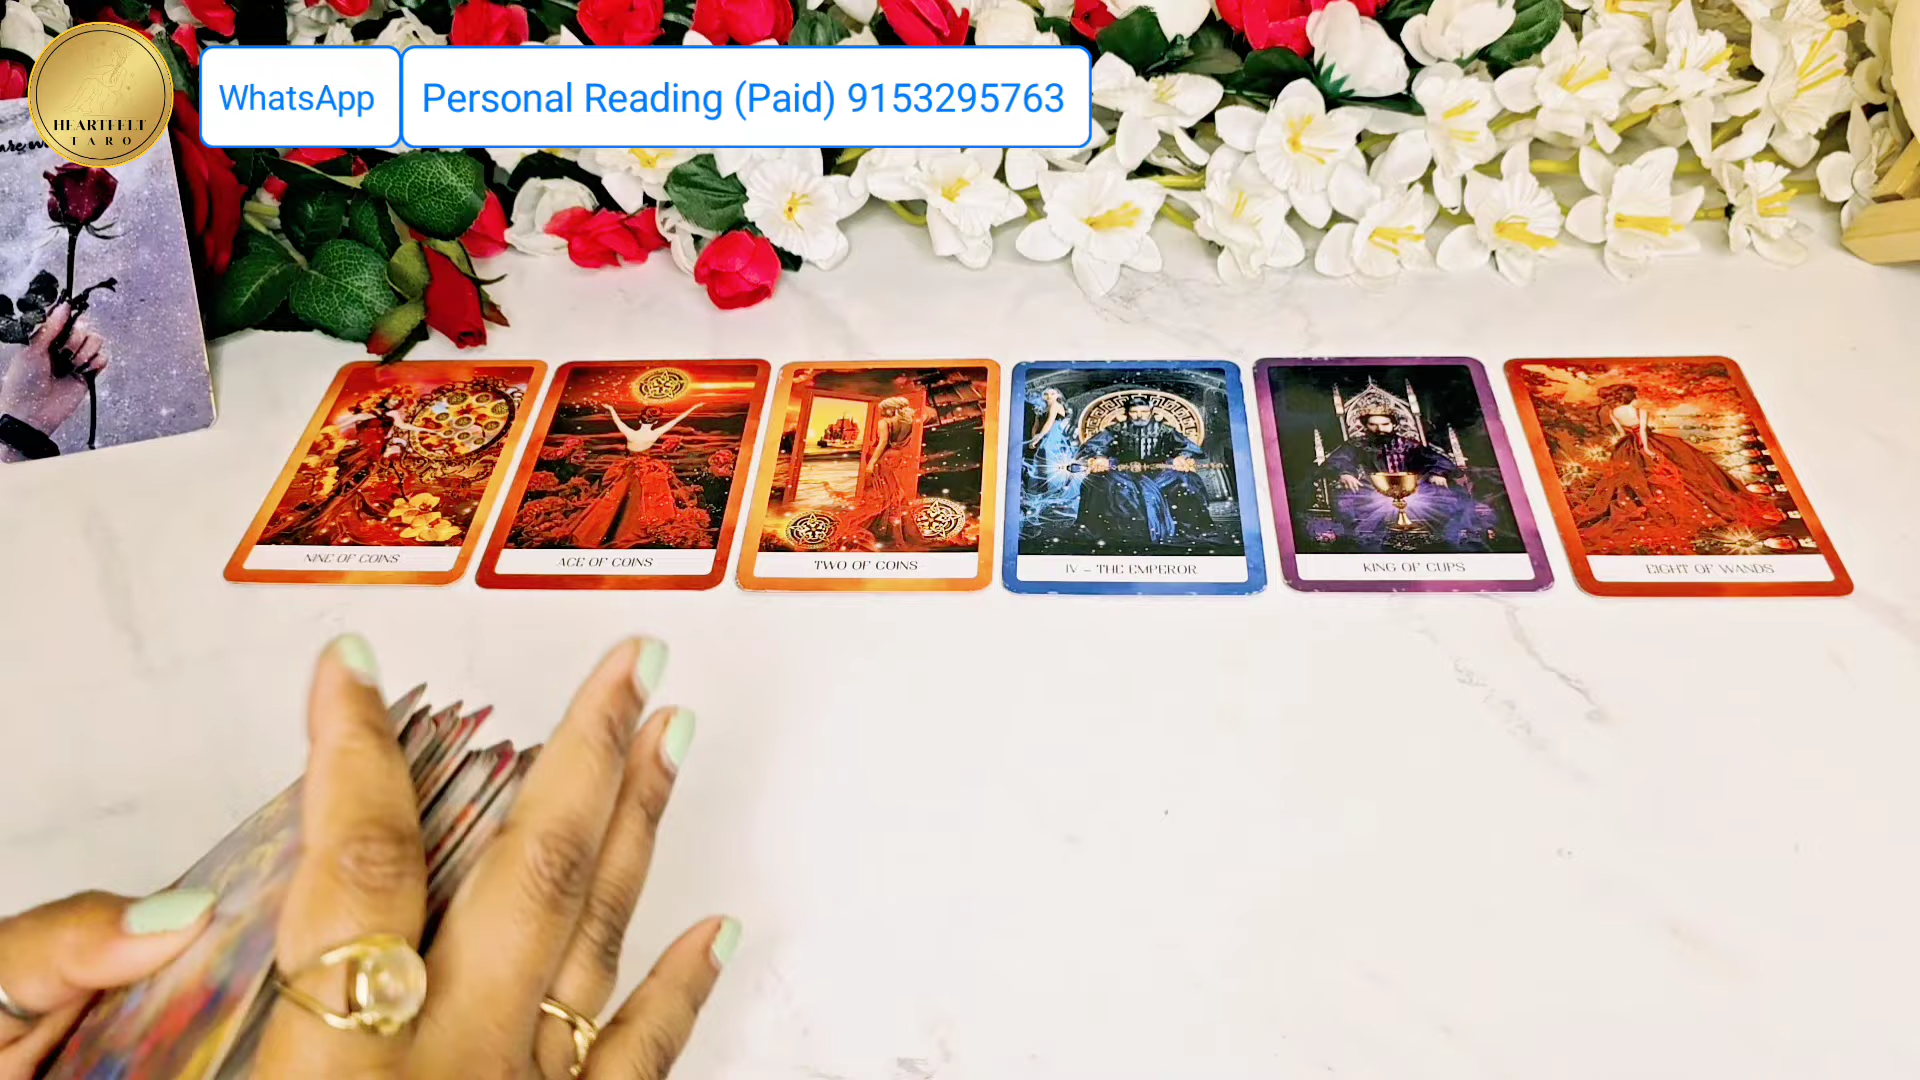 HEARTFELT
TARO
WhatsApp
Personal Reading (Paid) 9153295763
NINE OF COINS
ACE OF COINS
TWO OF COINS
IV – THE EMPEROR
KING OF CUPS
EIGHT OF WANDS